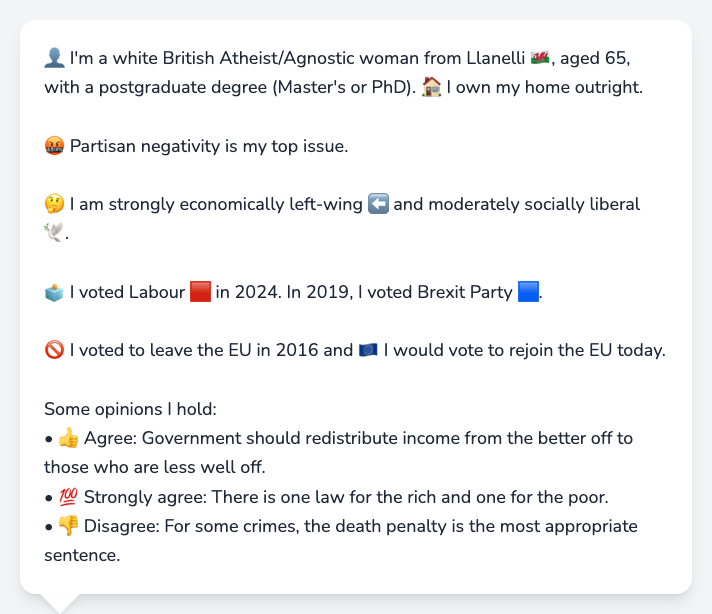 👤 I'm a white British Atheist/Agnostic woman from Llanelli 🏴󠁧󠁢󠁷󠁬󠁳󠁿, aged 65,
with a postgraduate degree (Master's or PhD). 🏠 I own my home outright.
🤬 Partisan negativity is my top issue.
🤔 I am strongly economically left-wing ⬅️ and moderately socially liberal
🕊️.
🗳️ I voted Labour 🟥 in 2024. In 2019, I voted Brexit Party 🟦.
🚫 I voted to leave the EU in 2016 and 🇪🇺 I would vote to rejoin the EU today.
Some opinions I hold:
• 👍 Agree: Government should redistribute income from the better off to
those who are less well off.
• 💯 Strongly agree: There is one law for the rich and one for the poor.
• 👎 Disagree: For some crimes, the death penalty is the most appropriate
sentence.